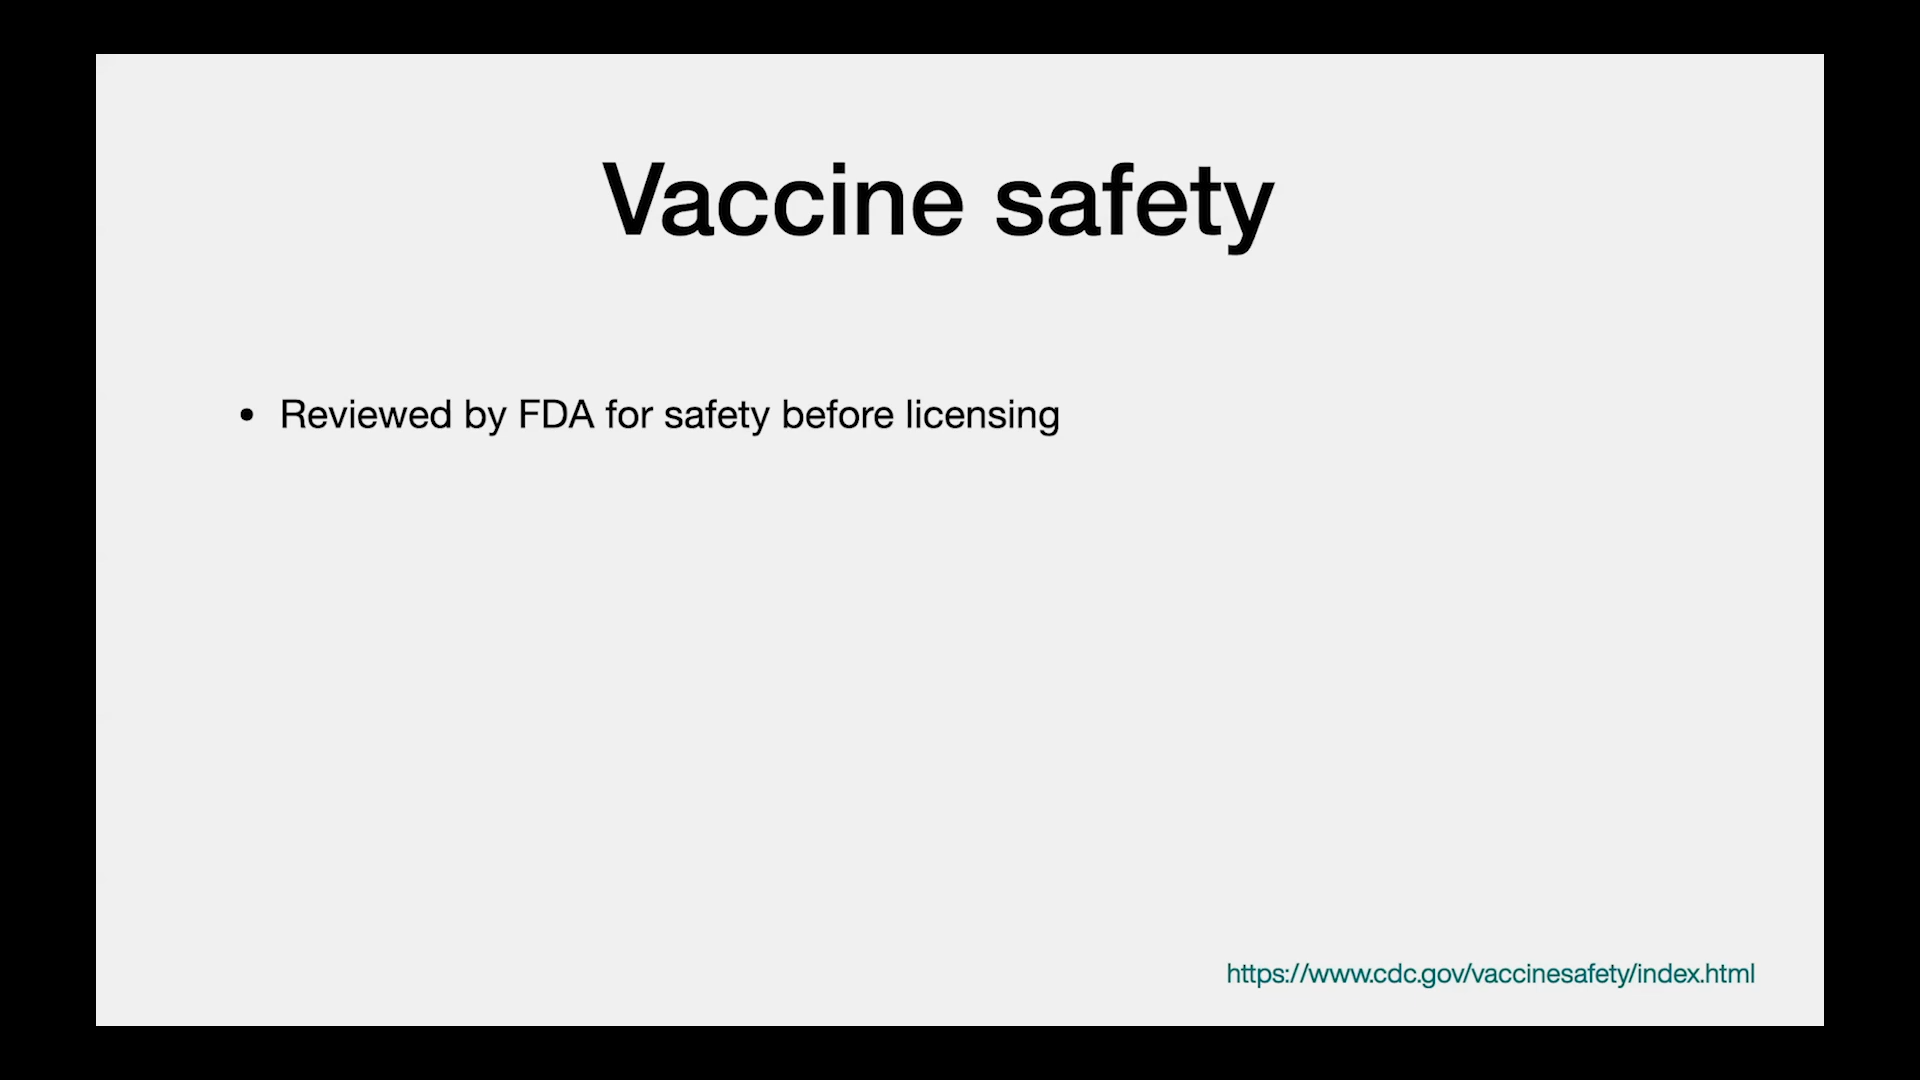 Vaccine safety
• Reviewed by FDA for safety before licensing
https://www.cdc.gov/vaccinesafety/index.html